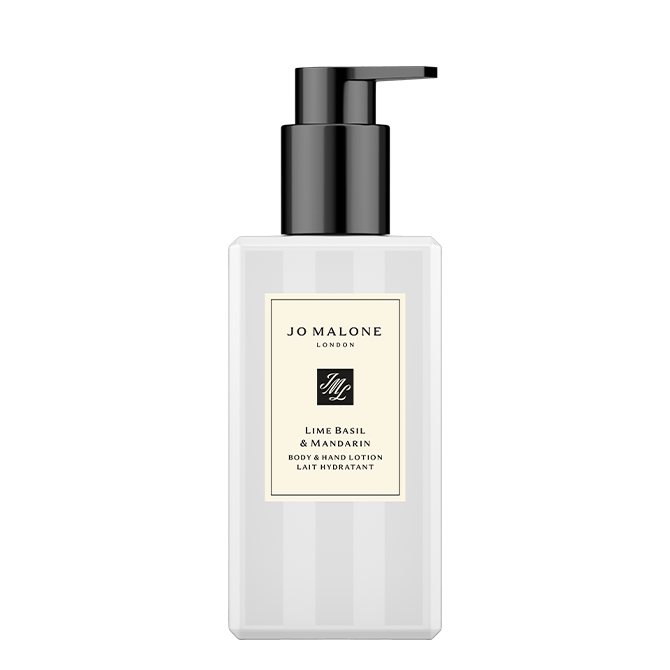 JO MALONE
LONDON
JML
LIME BASIL
& MANDARIN
BODY & HAND LOTION
LAIT HYDRATANT